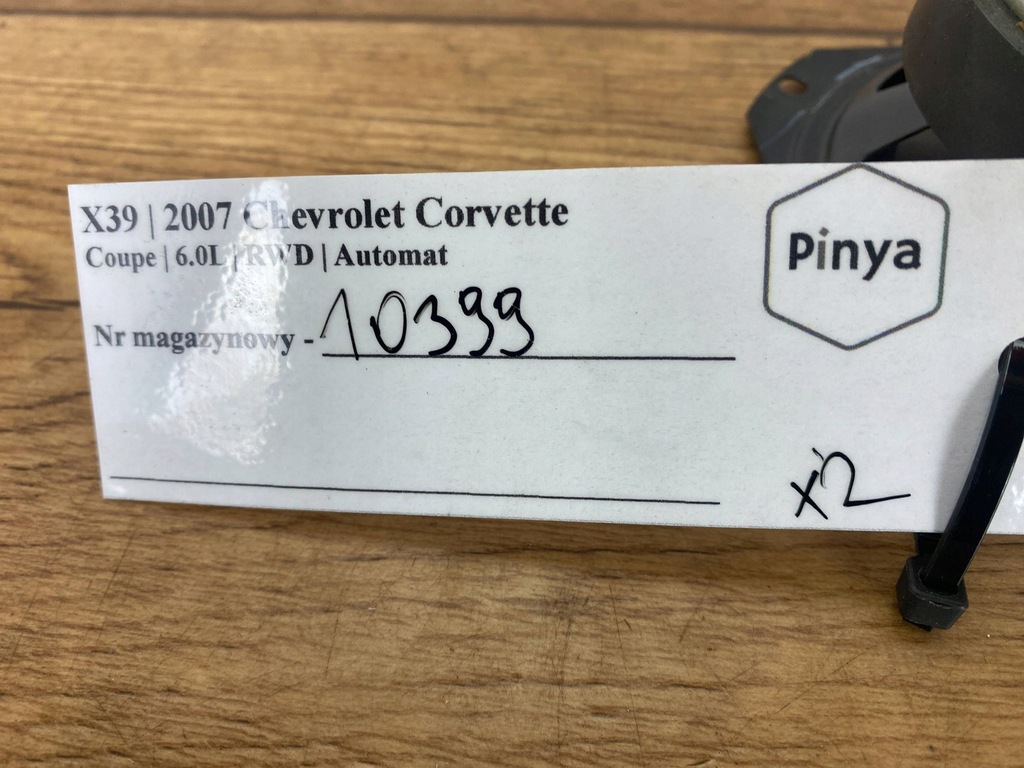 X39 | 2007 Chevrolet Corvette
Coupe | 6.0L | RWD | Automat
Nr magazynowy - 10399
Pinya
x2